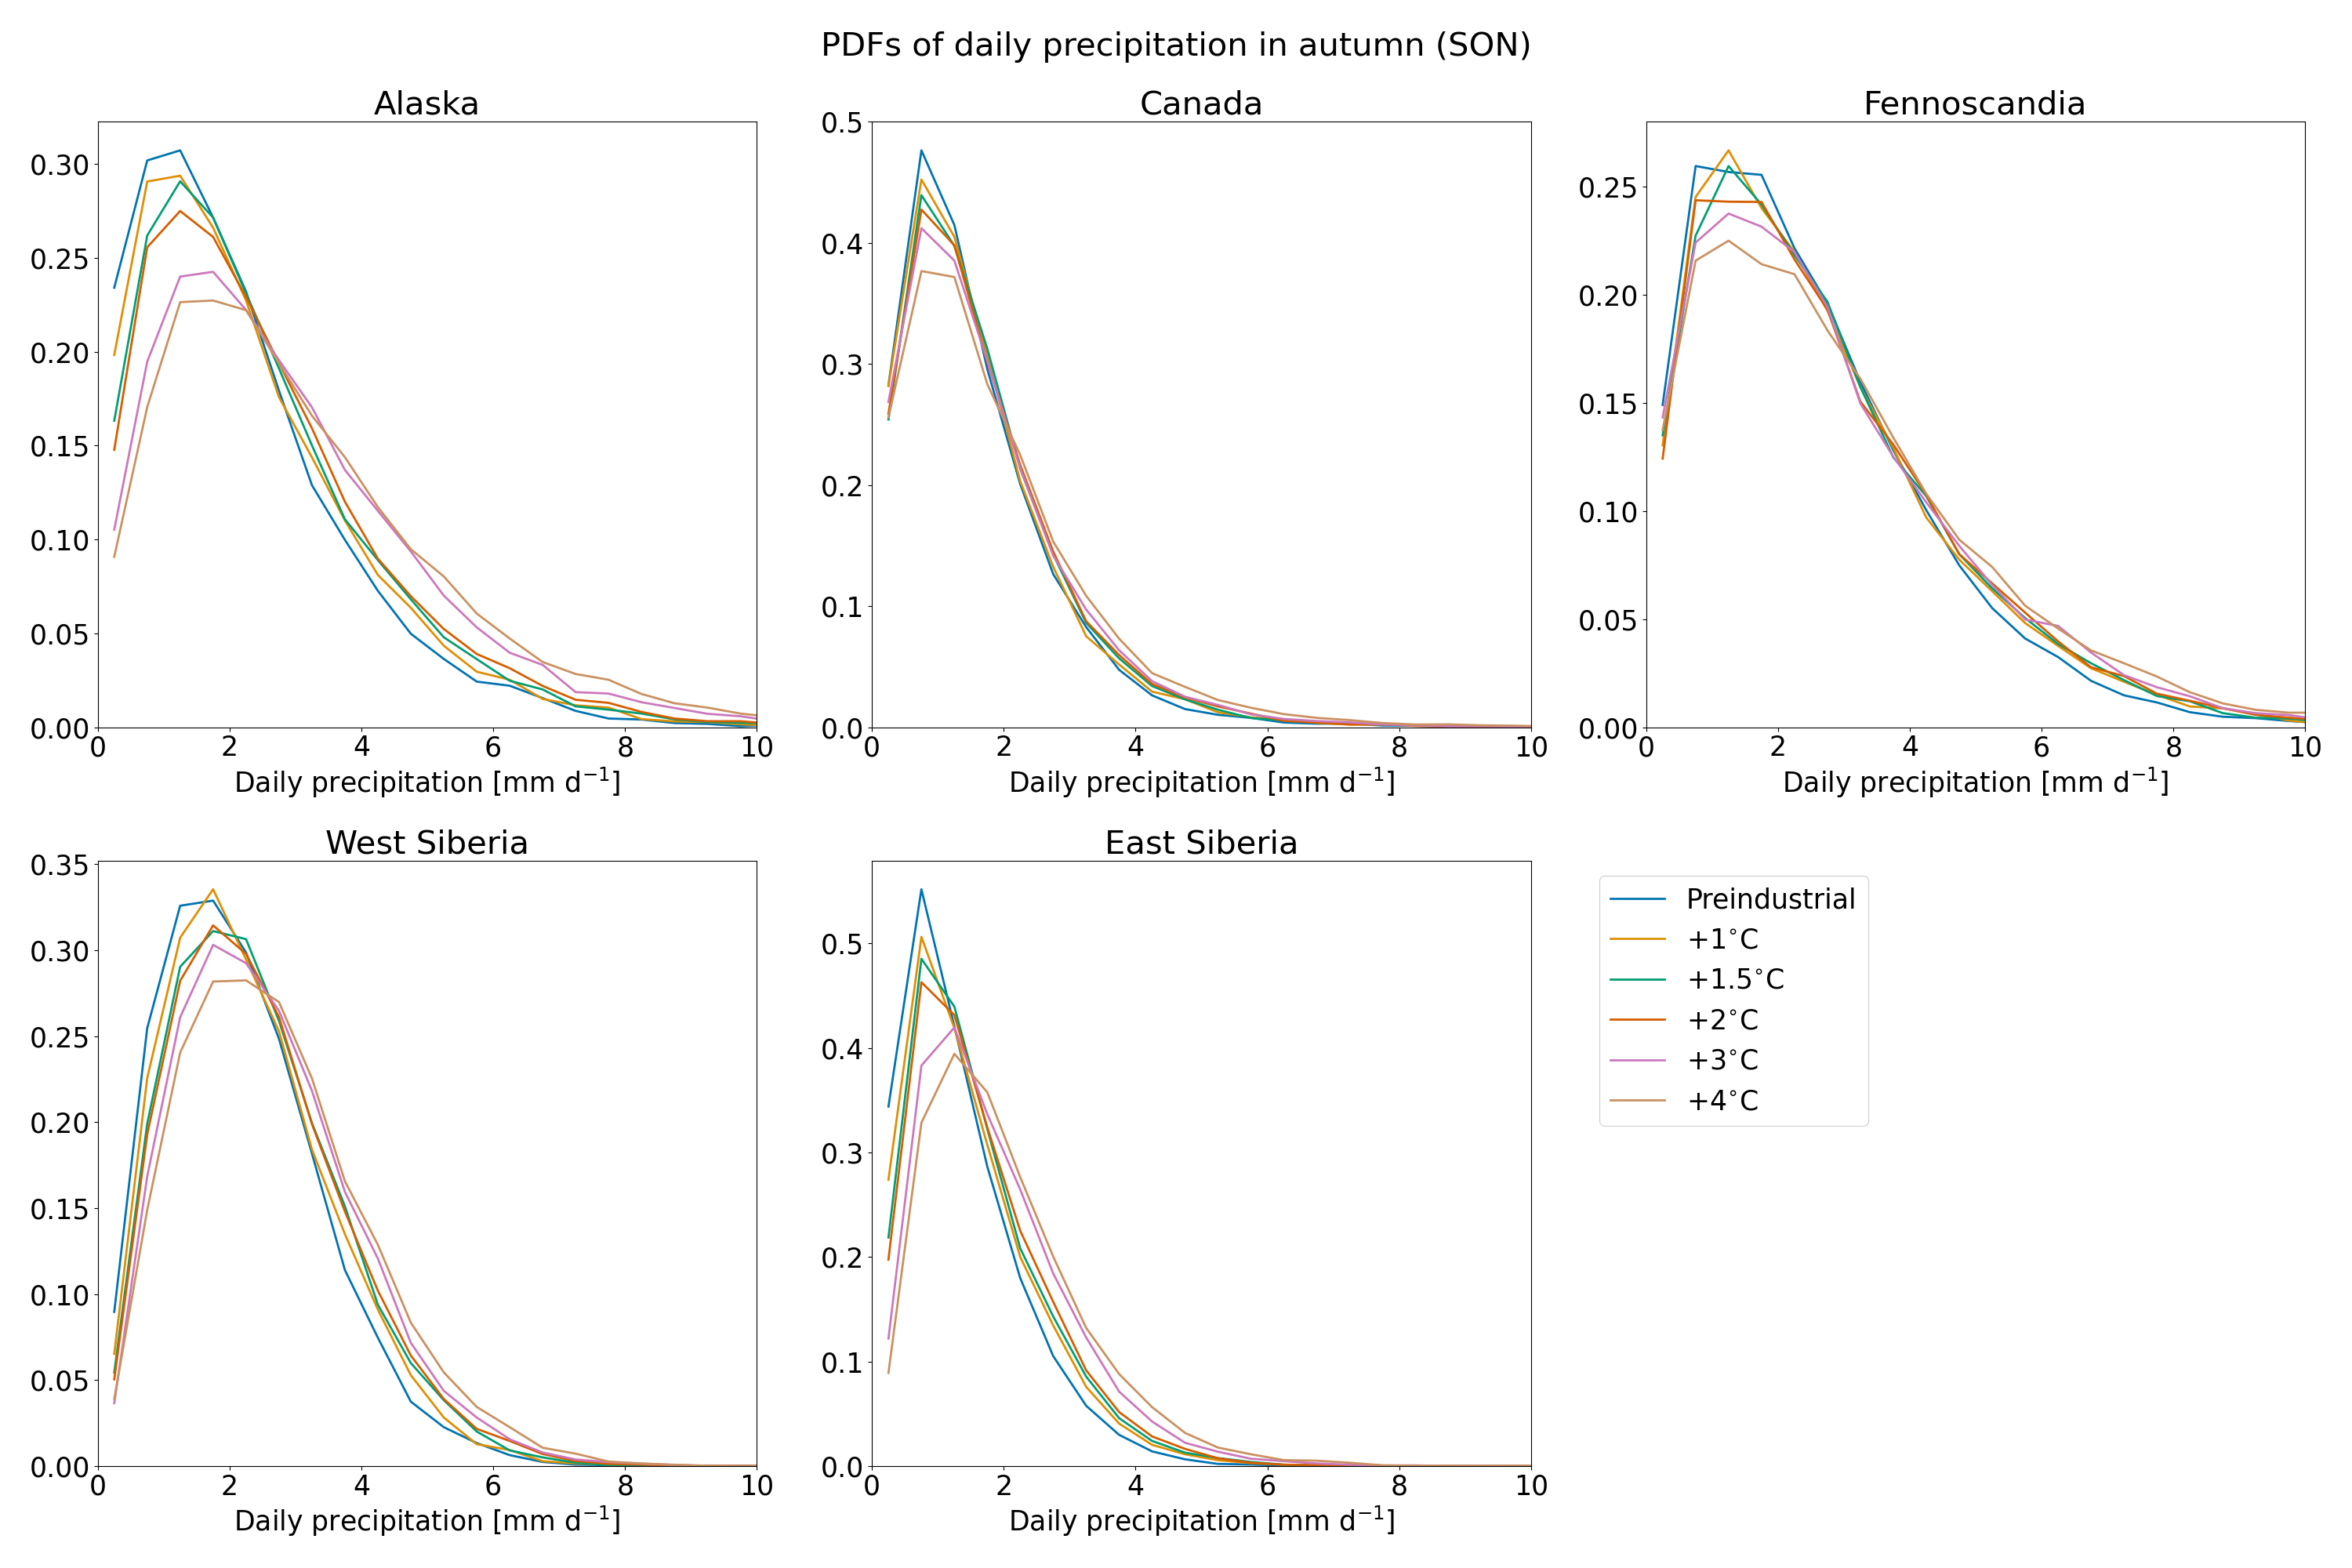 PDFs of daily precipitation in autumn (SON)
Alaska
0.30
0.25
0.20
0.15
0.10
0.05
0.00
0 2 4 6 8 10
Daily precipitation [mm d⁻¹]
Canada
0.5
0.4
0.3
0.2
0.1
0.0
0 2 4 6 8 10
Daily precipitation [mm d⁻¹]
Fennoscandia
0.25
0.20
0.15
0.10
0.05
0.00
0 2 4 6 8 10
Daily precipitation [mm d⁻¹]
West Siberia
0.35
0.30
0.25
0.20
0.15
0.10
0.05
0.00
0 2 4 6 8 10
Daily precipitation [mm d⁻¹]
East Siberia
0.5
0.4
0.3
0.2
0.1
0.0
0 2 4 6 8 10
Daily precipitation [mm d⁻¹]
Preindustrial
+1°C
+1.5°C
+2°C
+3°C
+4°C